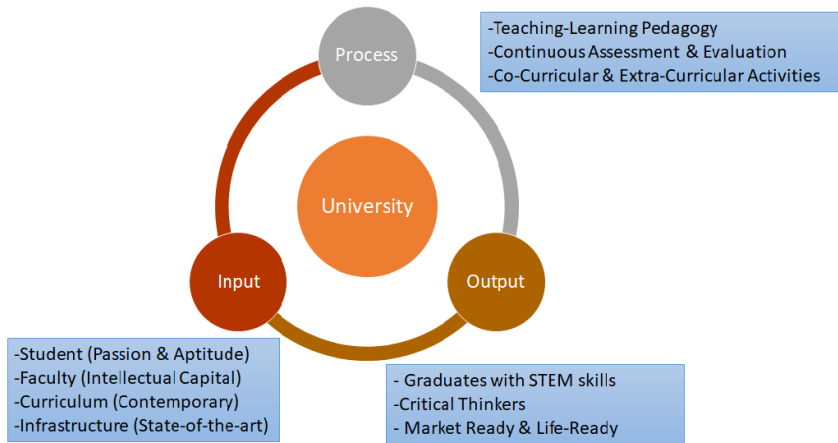 Process
-Teaching-Learning Pedagogy
-Continuous Assessment & Evaluation
-Co-Curricular & Extra-Curricular Activities
University
Input
Output
-Student (Passion & Aptitude)
-Faculty (Intellectual Capital)
-Curriculum (Contemporary)
-Infrastructure (State-of-the-art)
- Graduates with STEM skills
-Critical Thinkers
- Market Ready & Life-Ready